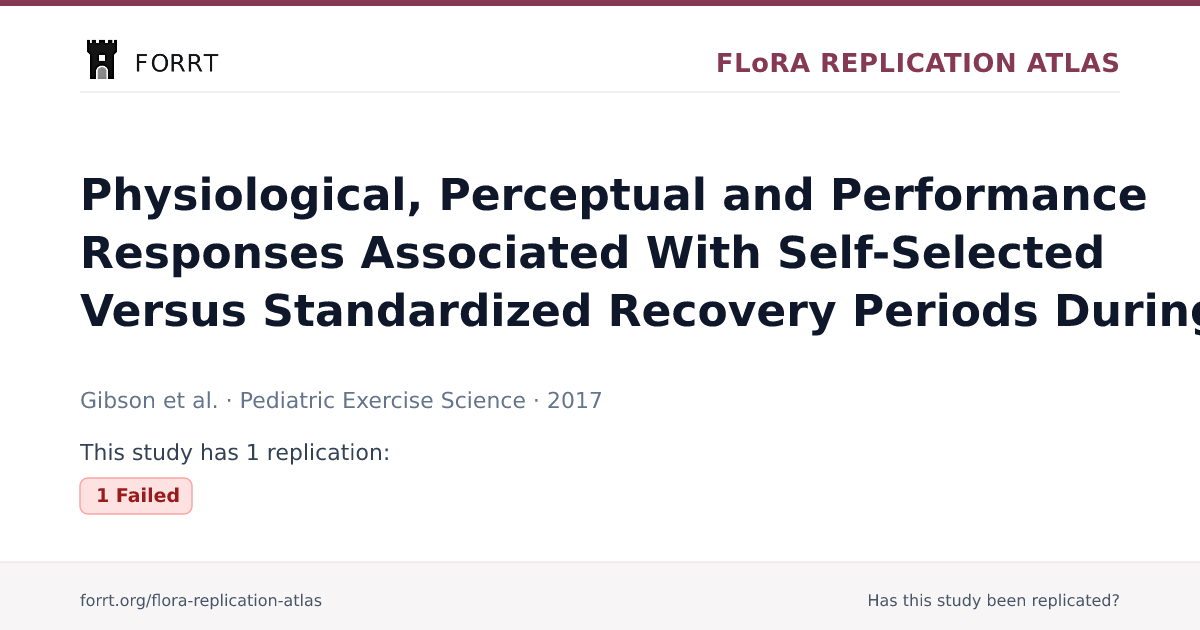 FORRT
FLoRA REPLICATION ATLAS
Physiological, Perceptual and Performance
Responses Associated With Self-Selected
Versus Standardized Recovery Periods During
Gibson et al. · Pediatric Exercise Science · 2017
This study has 1 replication:
1 Failed
forrt.org/flora-replication-atlas
Has this study been replicated?